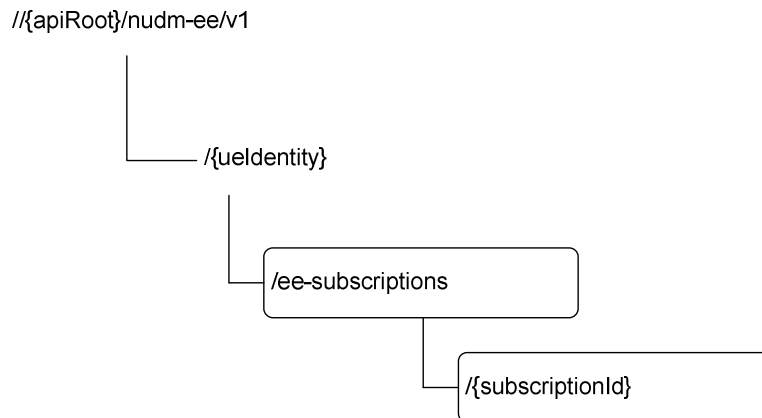 //{apiRoot}/nudm-ee/v1
/{ueIdentity}
/ee-subscriptions
/{subscriptionId}